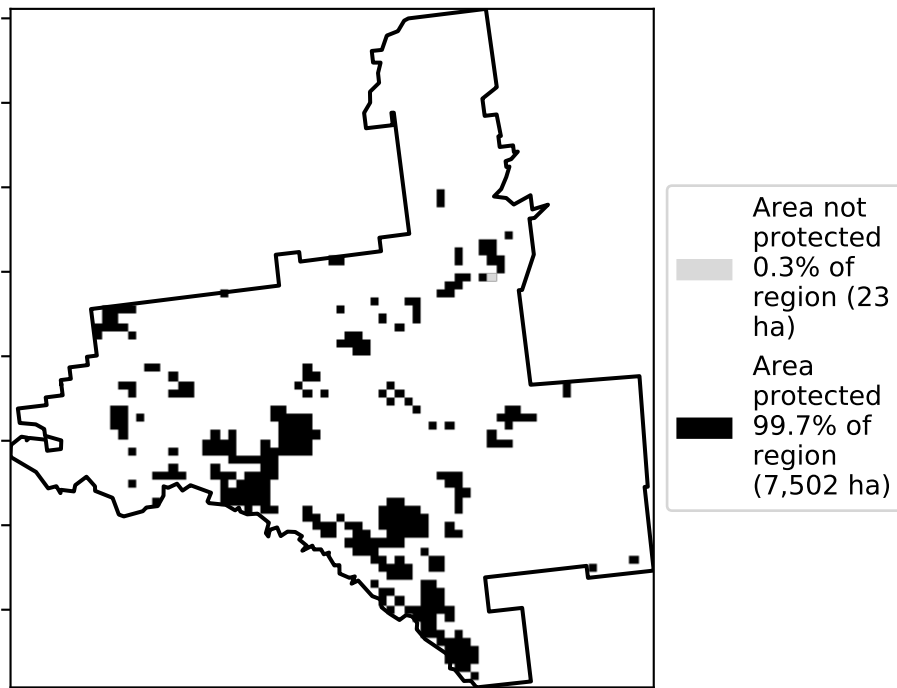 Area not
protected
0.3% of
region (23
ha)
Area
protected
99.7% of
region
(7,502 ha)